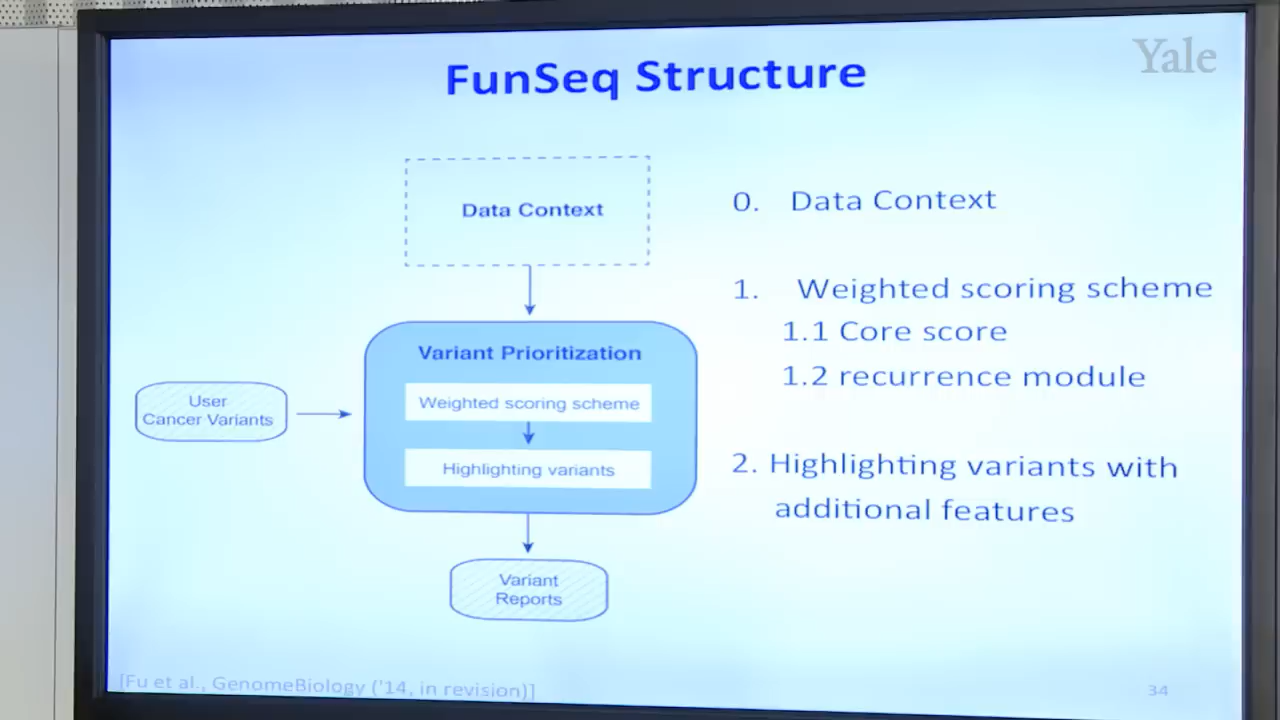 Yale
FunSeq Structure
Data Context
Variant Prioritization
Weighted scoring scheme
Highlighting variants
User
Cancer Variants
Variant
Reports
0. Data Context
1. Weighted scoring scheme
1.1 Core score
1.2 recurrence module
2. Highlighting variants with
additional features
[Fu et al., GenomeBiology ('14, in revision)]
34